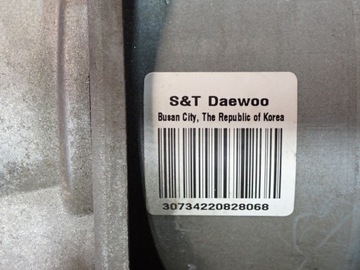 S&T Daewoo
Busan City, The Republic of Korea
30734220828068